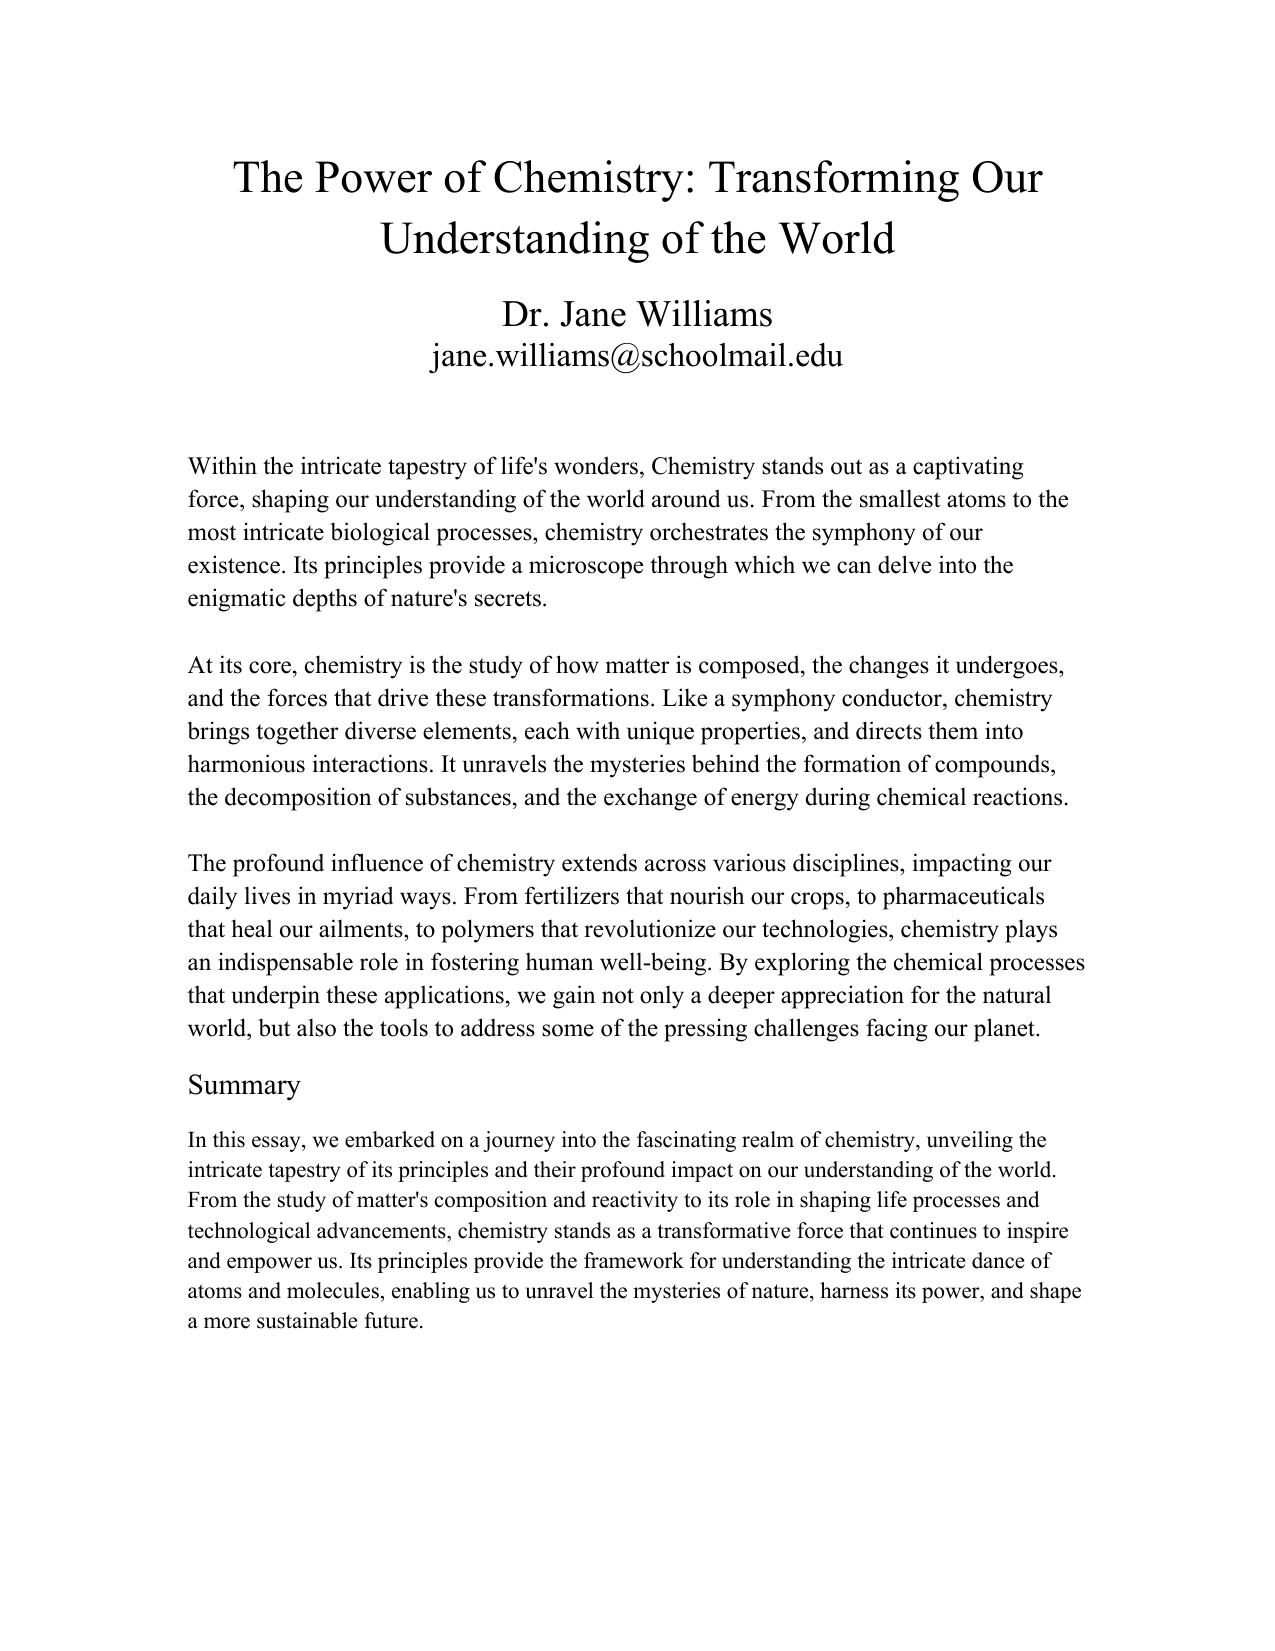 The Power of Chemistry: Transforming Our
Understanding of the World
Dr. Jane Williams
jane.williams@schoolmail.edu
Within the intricate tapestry of life's wonders, Chemistry stands out as a captivating
force, shaping our understanding of the world around us. From the smallest atoms to the
most intricate biological processes, chemistry orchestrates the symphony of our
existence. Its principles provide a microscope through which we can delve into the
enigmatic depths of nature's secrets.
At its core, chemistry is the study of how matter is composed, the changes it undergoes,
and the forces that drive these transformations. Like a symphony conductor, chemistry
brings together diverse elements, each with unique properties, and directs them into
harmonious interactions. It unravels the mysteries behind the formation of compounds,
the decomposition of substances, and the exchange of energy during chemical reactions.
The profound influence of chemistry extends across various disciplines, impacting our
daily lives in myriad ways. From fertilizers that nourish our crops, to pharmaceuticals
that heal our ailments, to polymers that revolutionize our technologies, chemistry plays
an indispensable role in fostering human well-being. By exploring the chemical processes
that underpin these applications, we gain not only a deeper appreciation for the natural
world, but also the tools to address some of the pressing challenges facing our planet.
Summary
In this essay, we embarked on a journey into the fascinating realm of chemistry, unveiling the
intricate tapestry of its principles and their profound impact on our understanding of the world.
From the study of matter's composition and reactivity to its role in shaping life processes and
technological advancements, chemistry stands as a transformative force that continues to inspire
and empower us. Its principles provide the framework for understanding the intricate dance of
atoms and molecules, enabling us to unravel the mysteries of nature, harness its power, and shape
a more sustainable future.